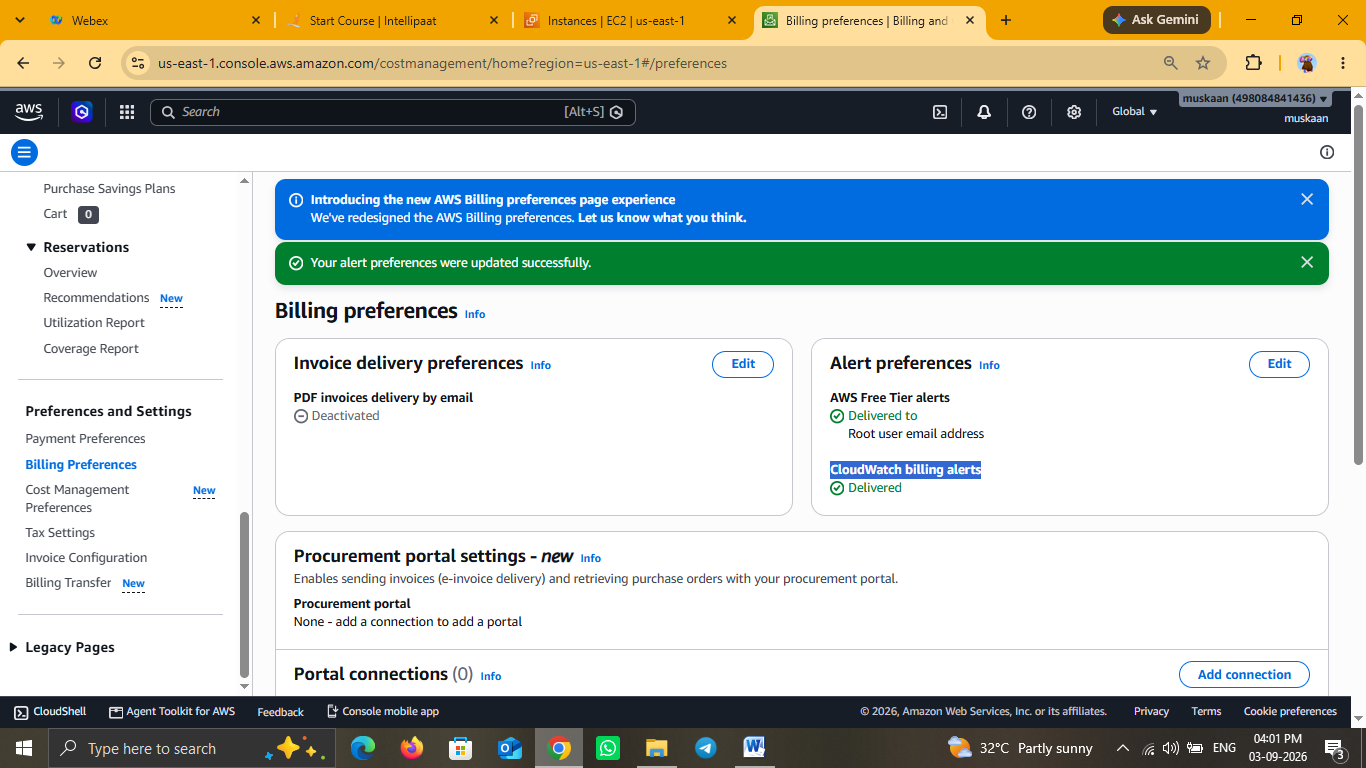 Webex
Start Course | Intellipaat
Instances | EC2 | us-east-1
Billing preferences | Billing and
Ask Gemini
us-east-1.console.aws.amazon.com/costmanagement/home?region=us-east-1#/preferences
aws
Search
[Alt+S]
Global
muskaan (498084841436)
muskaan
Purchase Savings Plans
Cart 0
Reservations
Overview
Recommendations New
Utilization Report
Coverage Report
Preferences and Settings
Payment Preferences
Billing Preferences
Cost Management New
Preferences
Tax Settings
Invoice Configuration
Billing Transfer New
Legacy Pages
Introducing the new AWS Billing preferences page experience
We've redesigned the AWS Billing preferences. Let us know what you think.
Your alert preferences were updated successfully.
Billing preferences Info
Invoice delivery preferences Info
Edit
PDF invoices delivery by email
Deactivated
Alert preferences Info
Edit
AWS Free Tier alerts
Delivered to
Root user email address
CloudWatch billing alerts
Delivered
Procurement portal settings - new Info
Enables sending invoices (e-invoice delivery) and retrieving purchase orders with your procurement portal.
Procurement portal
None - add a connection to add a portal
Portal connections (0) Info
Add connection
CloudShell
Agent Toolkit for AWS
Feedback
Console mobile app
© 2026, Amazon Web Services, Inc. or its affiliates.
Privacy
Terms
Cookie preferences
Type here to search
32°C Partly sunny
ENG
04:01 PM
03-09-2026
3